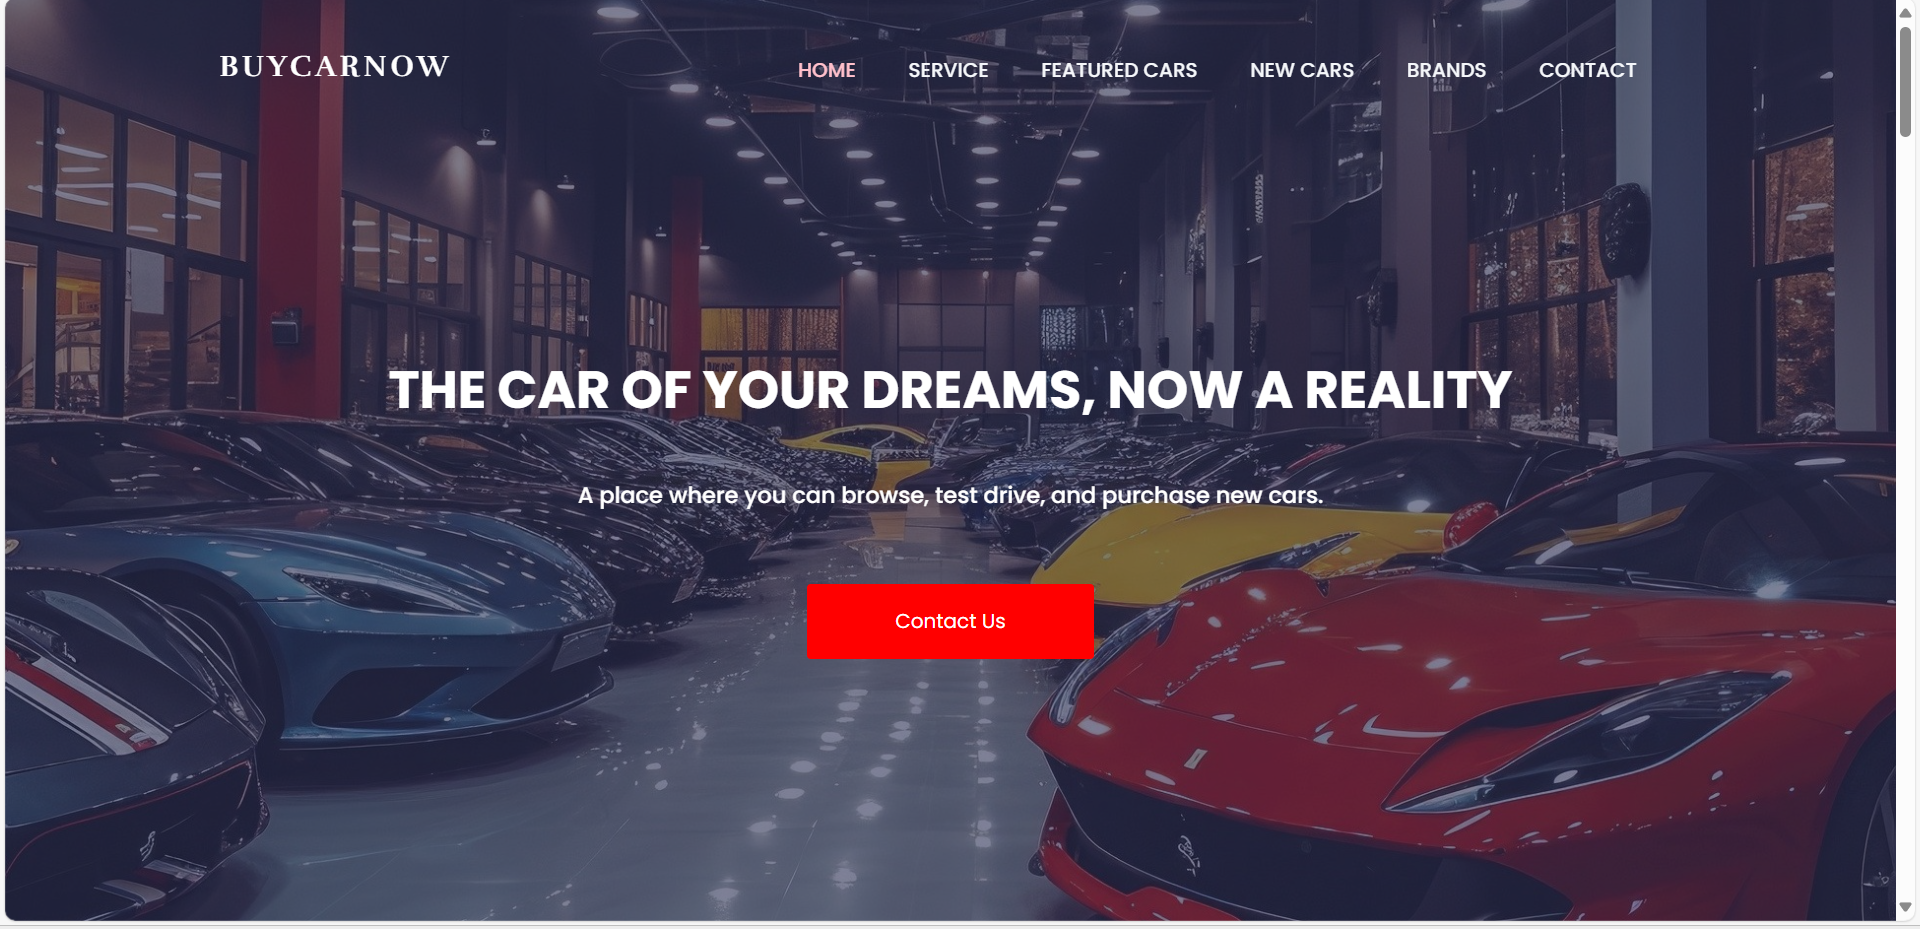 BUYCARNOW
HOME SERVICE FEATURED CARS NEW CARS BRANDS CONTACT
THE CAR OF YOUR DREAMS, NOW A REALITY
A place where you can browse, test drive, and purchase new cars.
Contact Us